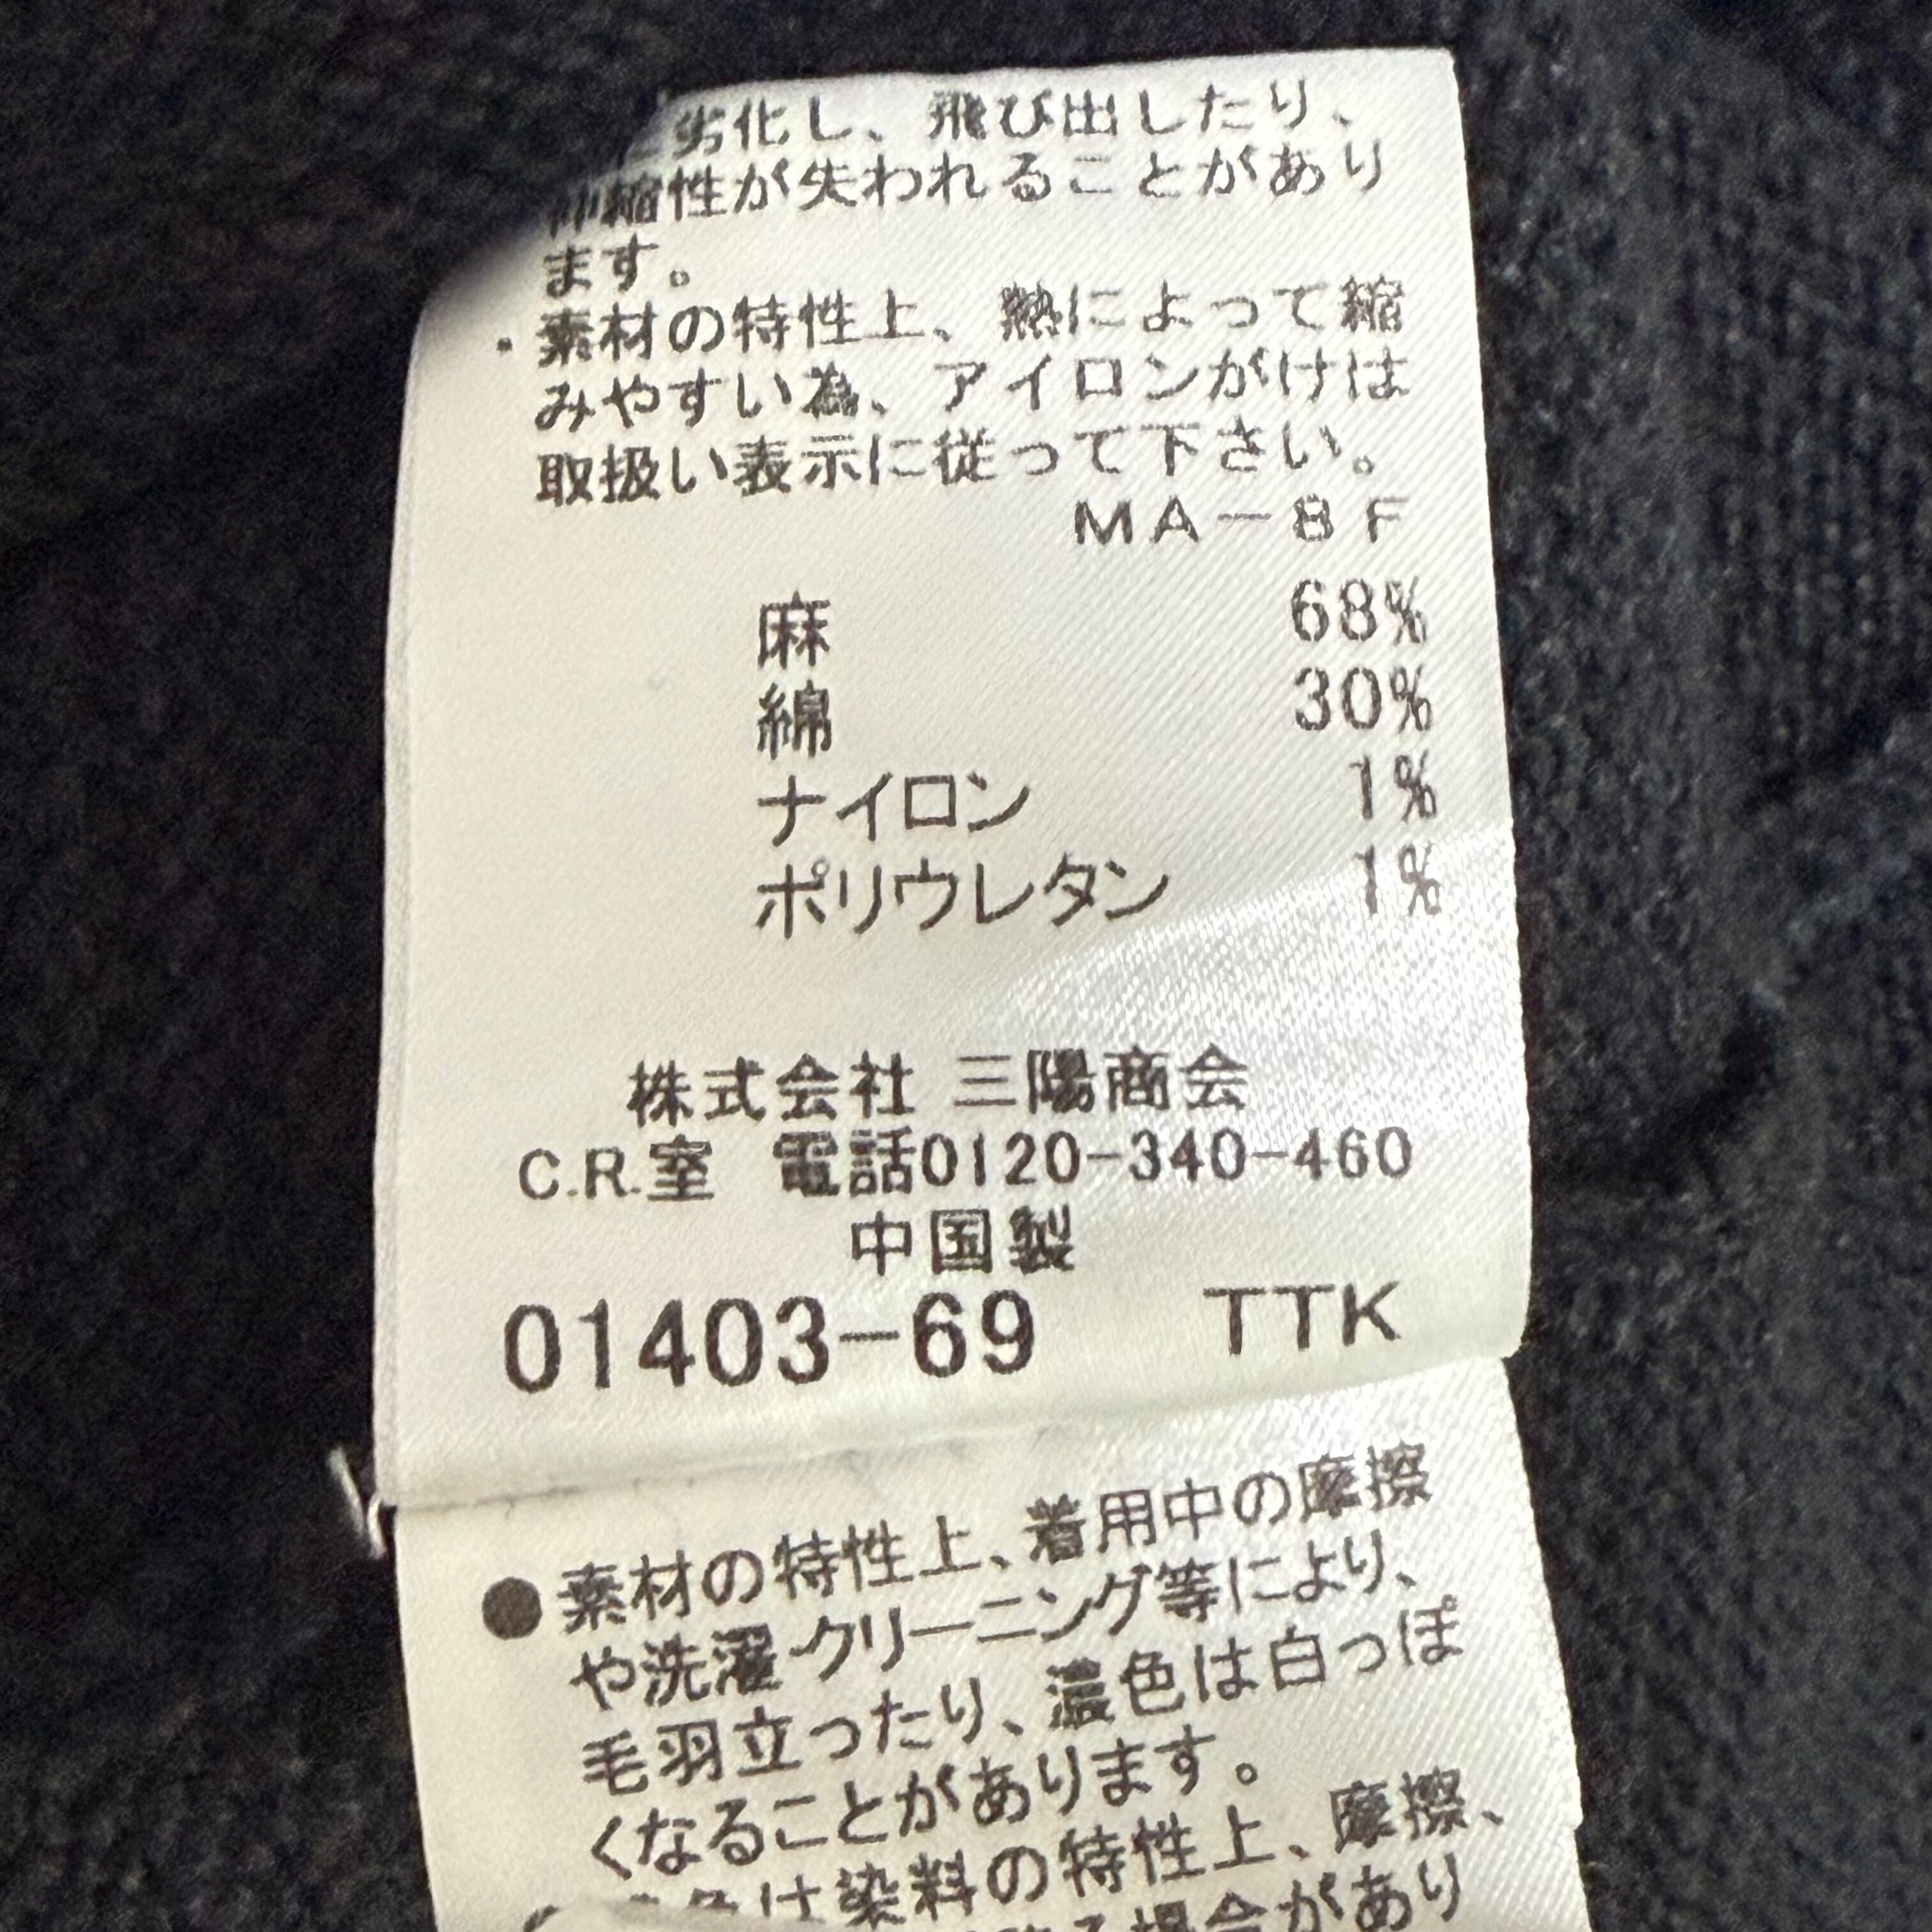 劣化し、飛び出したり、
伸縮性が失われることがあり
ます。
・素材の特性上、熱によって縮
みやすい為、アイロンがけは
取扱い表示に従って下さい。
MA-8F
麻 68%
綿 30%
ナイロン 1%
ポリウレタン 1%
株式会社 三陽商会
C.R.室 電話0120-340-460
中国製
01403-69 TTK
●素材の特性上、着用中の摩擦
や洗濯・クリーニング等により、
毛羽立ったり、濃色は白っぽ
くなることがあります。
色は染料の特性上、摩擦、
場合があり